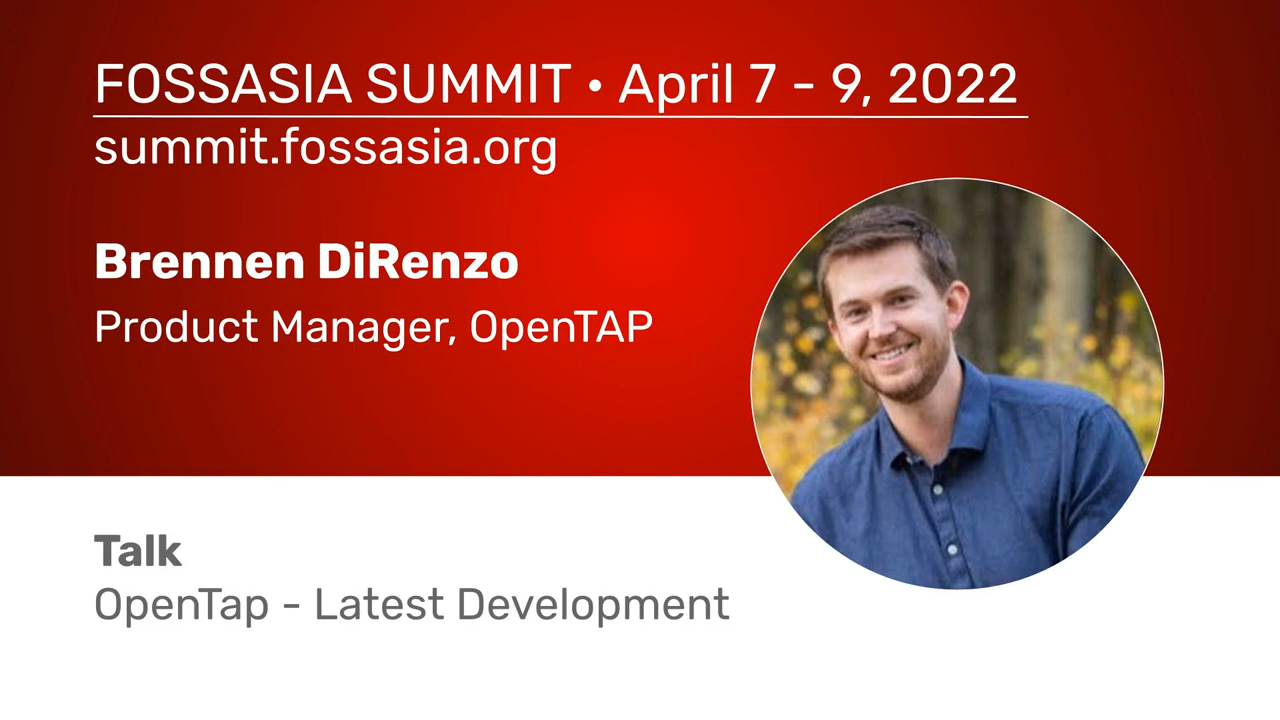 FOSSASIA SUMMIT • April 7 - 9, 2022
summit.fossasia.org
Brennen DiRenzo
Product Manager, OpenTAP
Talk
OpenTap - Latest Development